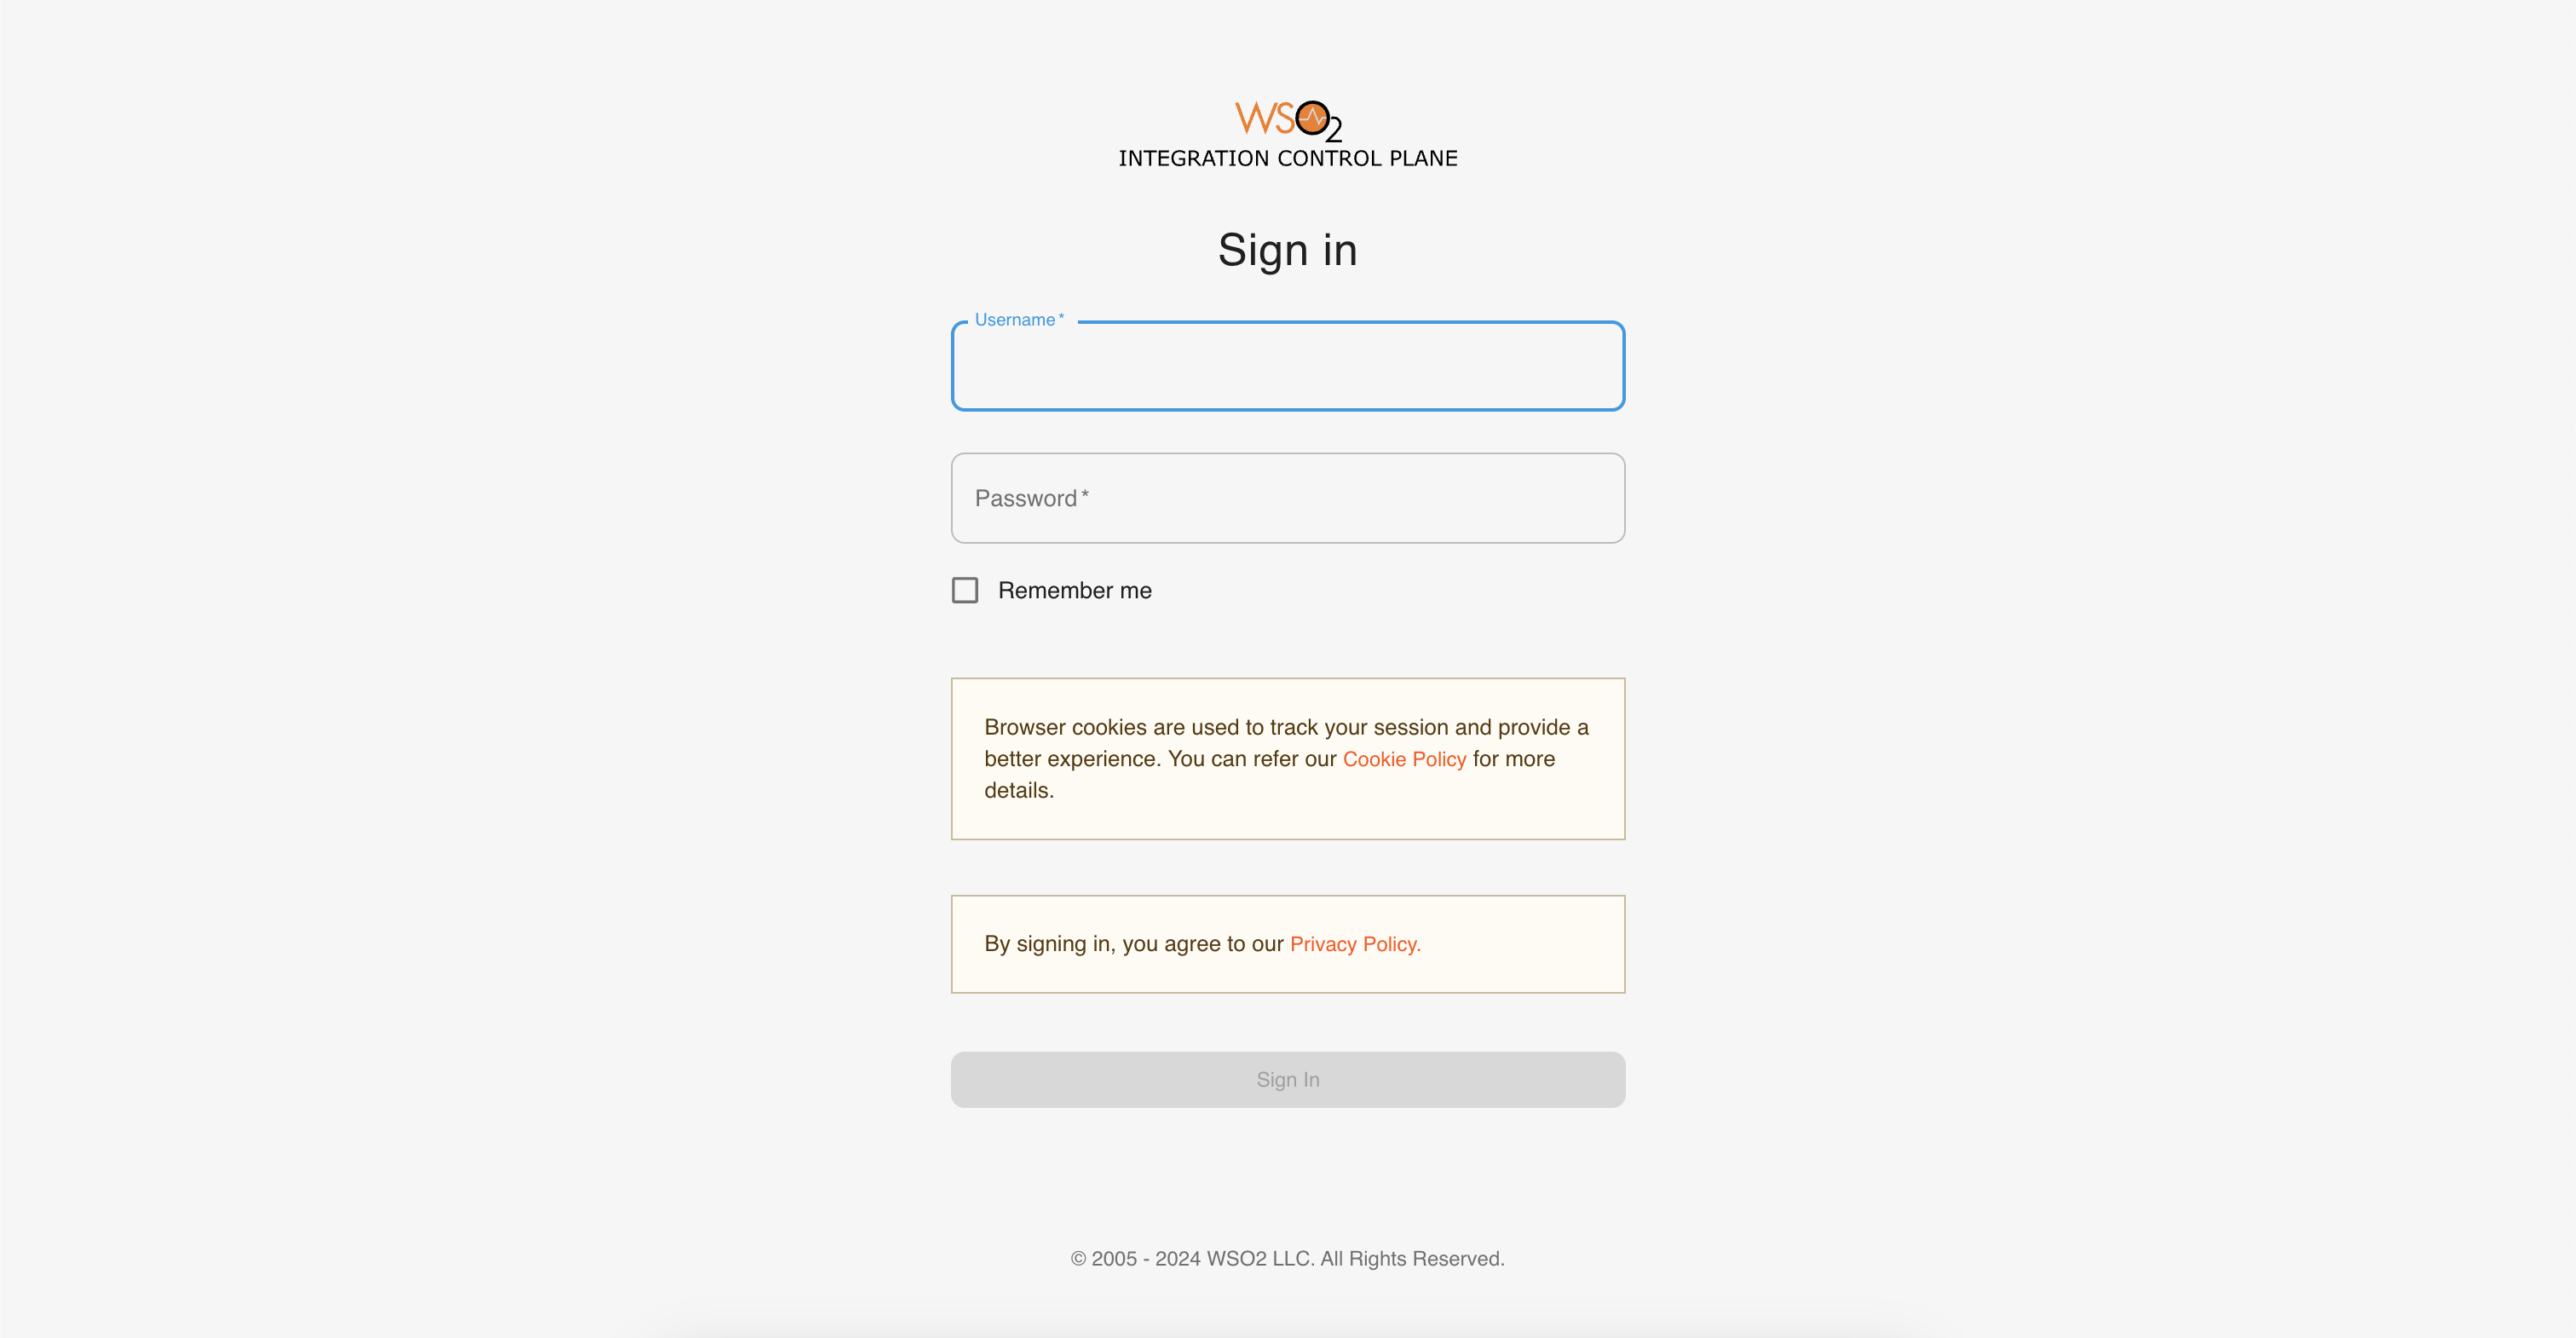 WSO2
INTEGRATION CONTROL PLANE
Sign in
Username *
Password *
Remember me
Browser cookies are used to track your session and provide a
better experience. You can refer our Cookie Policy for more
details.
By signing in, you agree to our Privacy Policy.
Sign In
© 2005 - 2024 WSO2 LLC. All Rights Reserved.